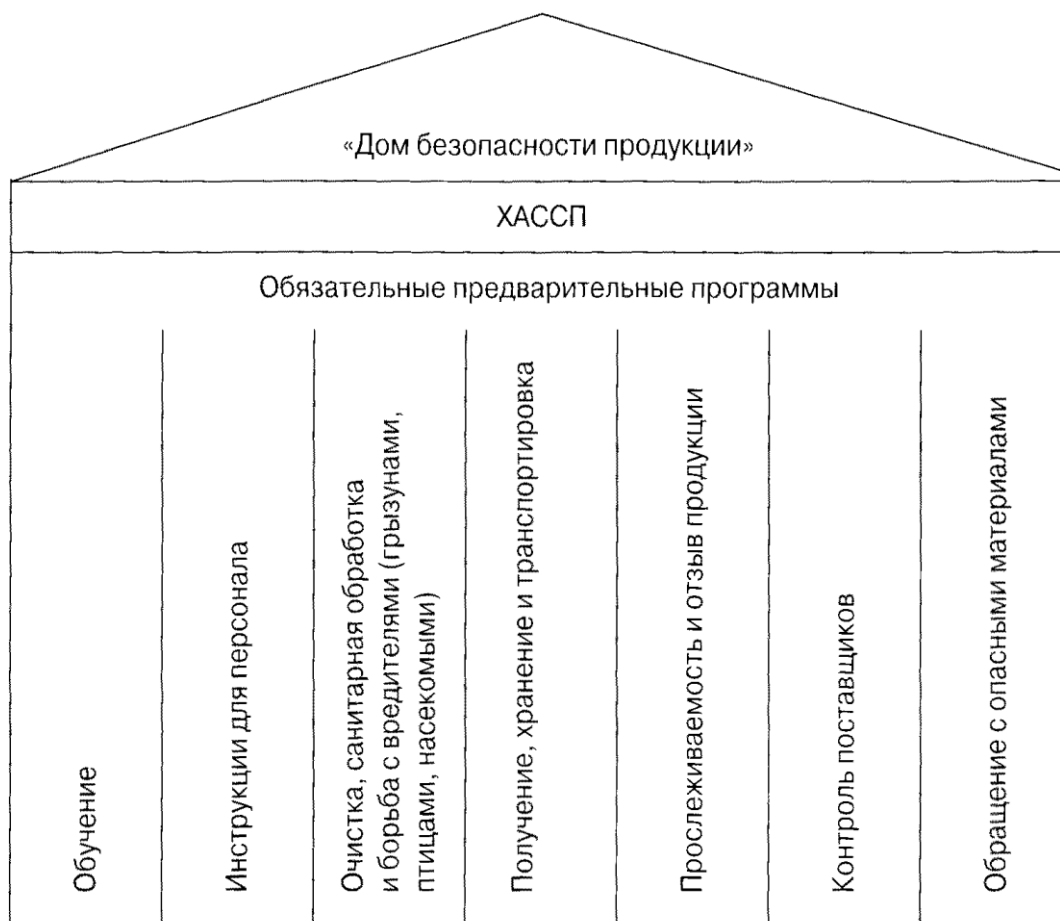 «Дом безопасности продукции»
ХАССП
Обязательные предварительные программы
Обучение
Инструкции для персонала
Очистка, санитарная обработка
и борьба с вредителями (грызунами,
птицами, насекомыми)
Получение, хранение и транспортировка
Прослеживаемость и отзыв продукции
Контроль поставщиков
Обращение с опасными материалами